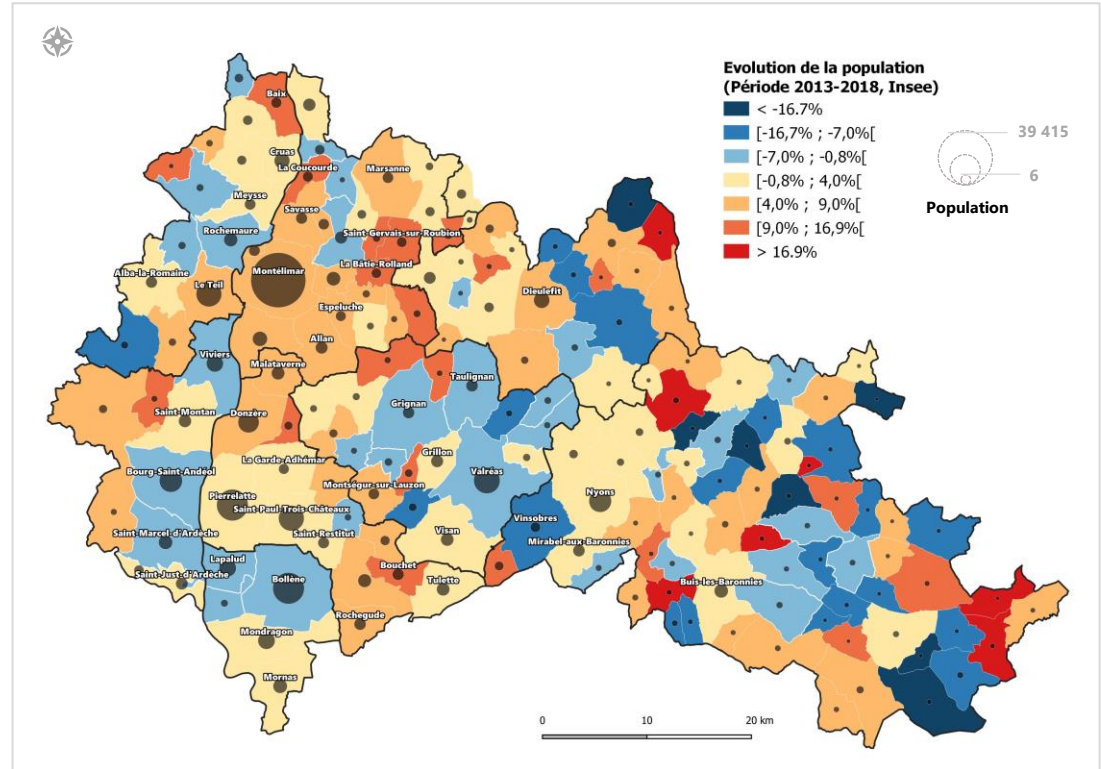 Evolution de la population
(Période 2013-2018, Insee)
< -16.7%
[-16,7% ; -7,0%[
[-7,0% ; -0,8%[
[-0,8% ; 4,0%[
[4,0% ; 9,0%[
[9,0% ; 16,9%[
> 16.9%
39 415
6
Population
Baix
Cruas
La Coucourde
Marsanne
Meysse
Savasse
Rochemaure
Saint-Gervais-sur-Roubion
Alba-la-Romaine
Montélimar
La Bâtie-Rolland
Le Teil
Dieulefit
Espeluche
Allan
Viviers
Malataverne
Taulignan
Saint-Montan
Donzère
Grignan
La Garde-Adhémar
Grillon
Bourg-Saint-Andéol
Montségur-sur-Lauzon
Valréas
Pierrelatte
Nyons
Saint-Paul-Trois-Châteaux
Vinsobres
Saint-Marcel-d'Ardèche
Saint-Restitut
Visan
Mirabel-aux-Baronnies
Lapalud
Saint-Just-d'Ardèche
Bollène
Bouchet
Tulette
Buis-les-Baronnies
Rochegude
Mondragon
Mornas
0 10 20 km